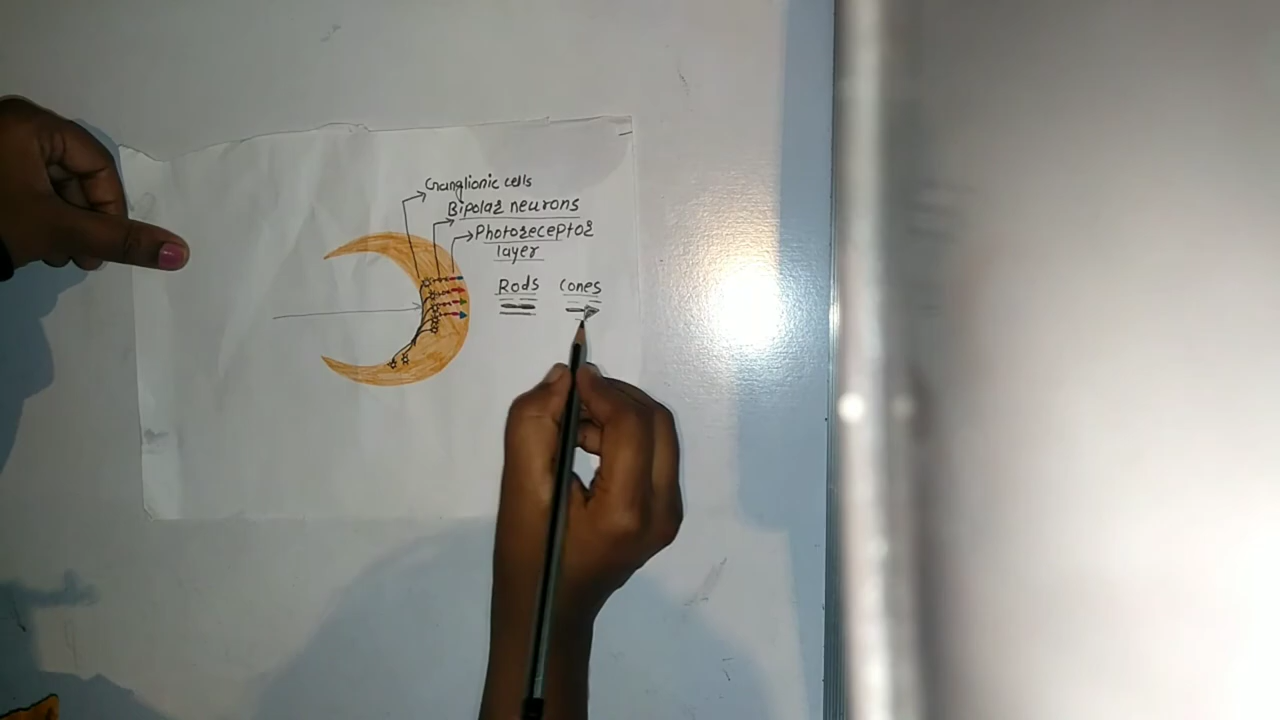 Ganglionic cells
Bipolar neurons
Photoreceptor
layer
Rods Cones